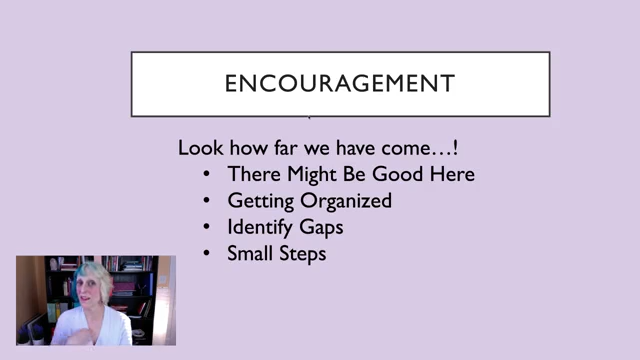 ENCOURAGEMENT
Look how far we have come…!
• There Might Be Good Here
• Getting Organized
• Identify Gaps
• Small Steps